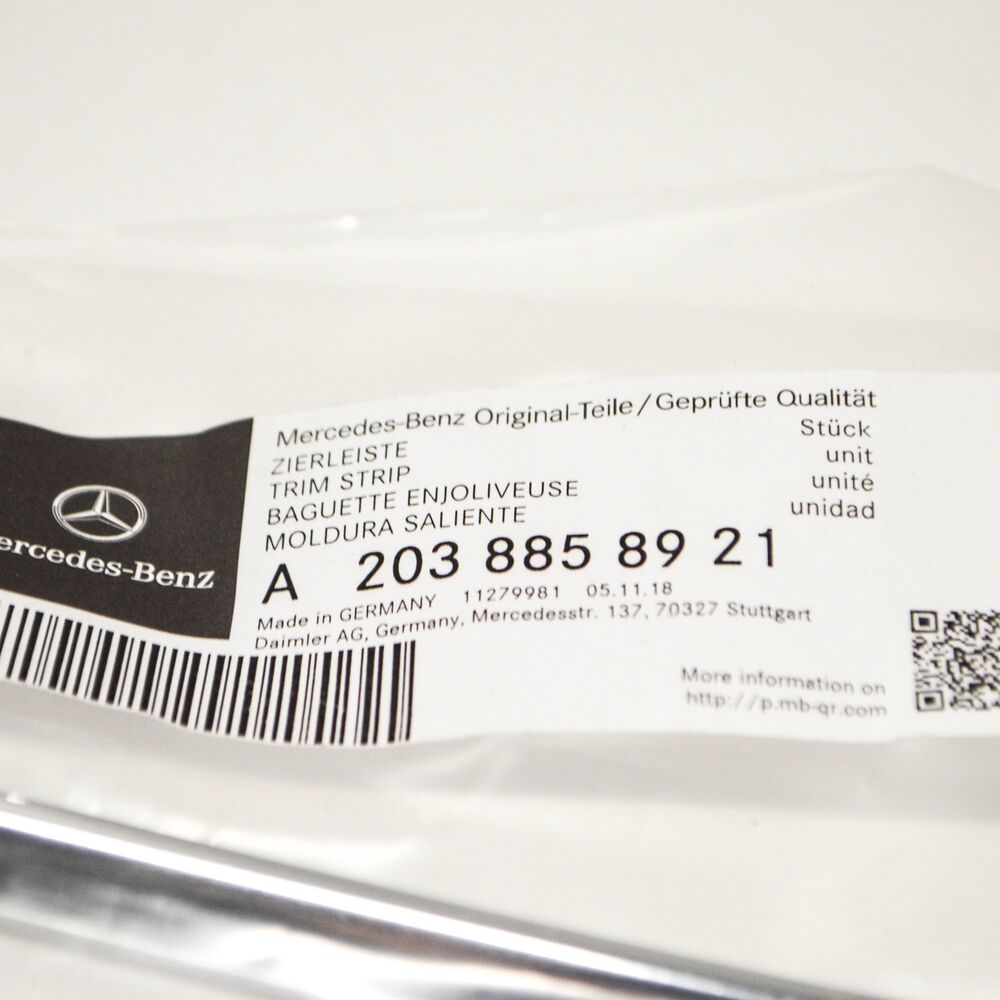 Mercedes-Benz Original-Teile/Geprüfte Qualität
ZIERLEISTE Stück
TRIM STRIP unit
BAGUETTE ENJOLIVEUSE unité
MOLDURA SALIENTE unidad
A 203 885 89 21
Made in GERMANY 11279981 05.11.18
Daimler AG, Germany, Mercedesstr. 137, 70327 Stuttgart
ercedes-Benz
More information on
http://p.mb-qr.com